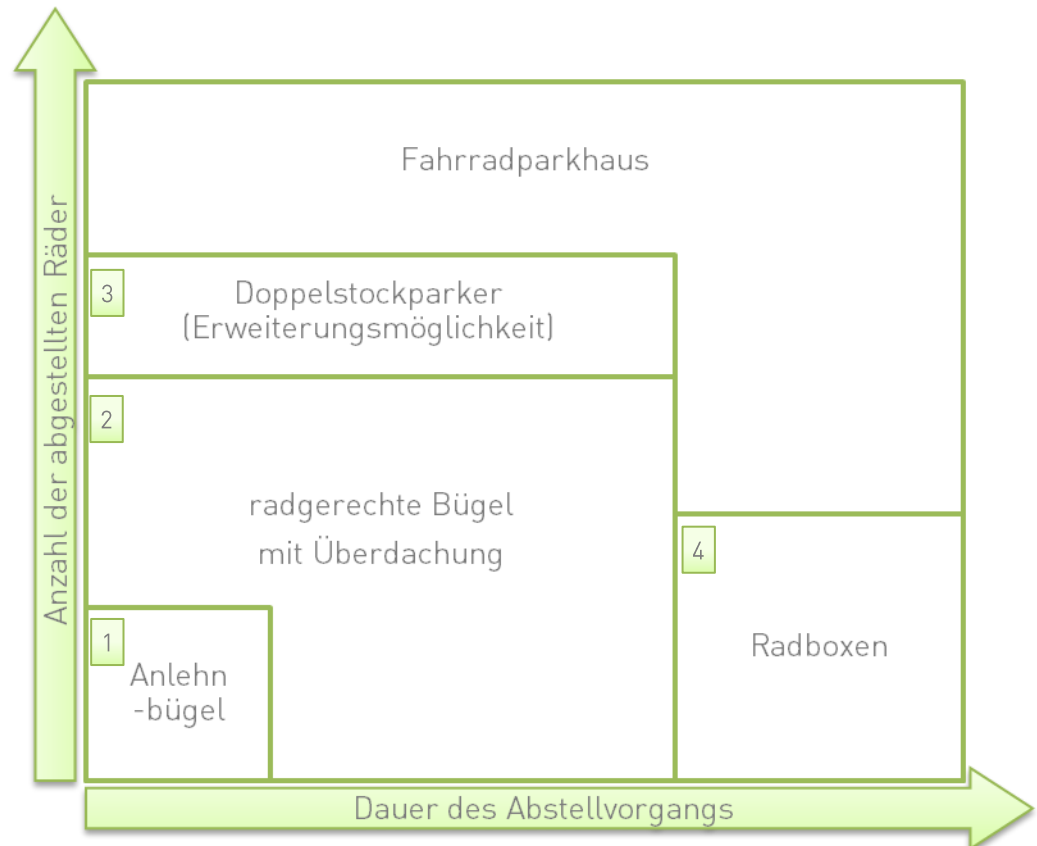 Anzahl der abgestellten Räder
Fahrradparkhaus
3
Doppelstockparker
(Erweiterungsmöglichkeit)
2
radgerechte Bügel
mit Überdachung
4
Radboxen
1
Anlehn
-bügel
Dauer des Abstellvorgangs